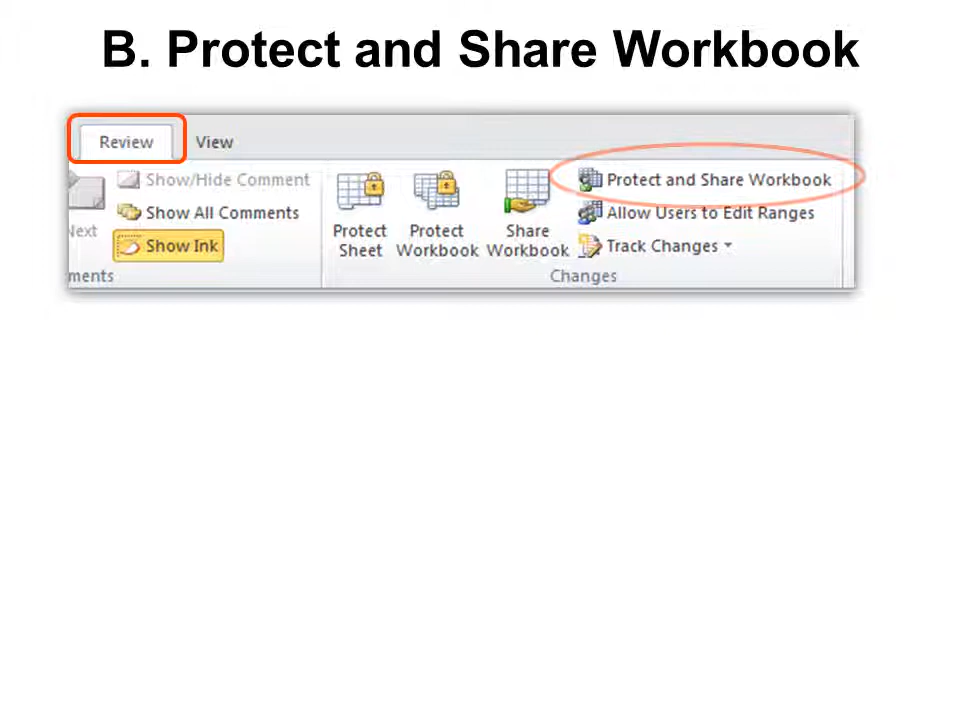 B. Protect and Share Workbook
Review View
Show/Hide Comment
Show All Comments
Show Ink
ments
Protect
Sheet
Protect
Workbook
Share
Workbook
Protect and Share Workbook
Allow Users to Edit Ranges
Track Changes
Changes